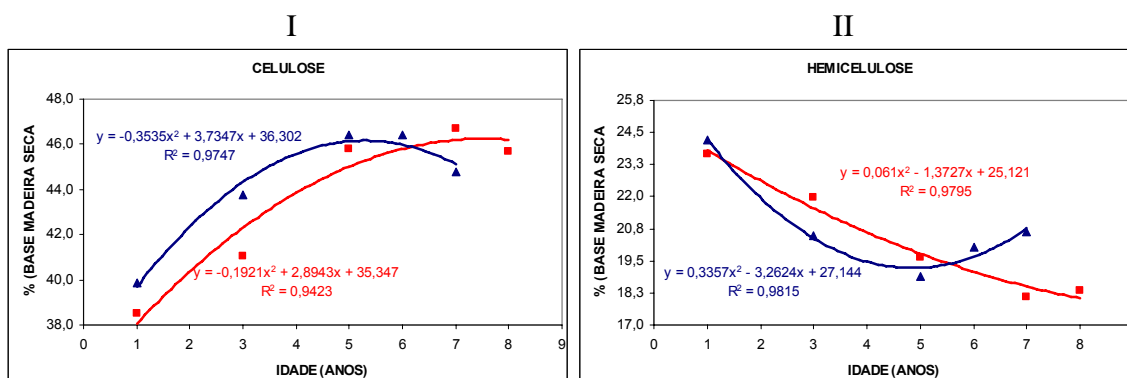 I
II
CELULOSE
% (BASE MADEIRA SECA
48,0
46,0
44,0
42,0
40,0
38,0
y = -0,3535x² + 3,7347x + 36,302
R² = 0,9747
y = -0,1921x² + 2,8943x + 35,347
R² = 0,9423
0 1 2 3 4 5 6 7 8 9
IDADE (ANOS)
HEMICELULOSE
% (BASE MADEIRA SECA
25,8
24,5
23,3
22,0
20,8
19,5
18,3
17,0
y = 0,061x² - 1,3727x + 25,121
R² = 0,9795
y = 0,3357x² - 3,2624x + 27,144
R² = 0,9815
0 1 2 3 4 5 6 7 8
IDADE (ANOS)